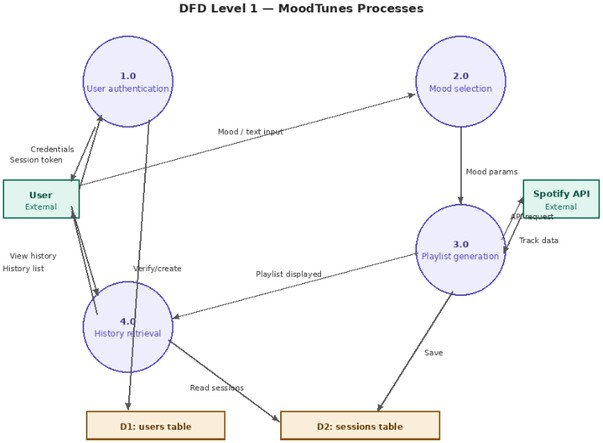 DFD Level 1 — MoodTunes Processes
1.0
User authentication
2.0
Mood selection
Mood / text input
Credentials
Session token
Mood params
User
External
Spotify API
External
API request
Track data
3.0
Playlist generation
View history
History list
Verify/create
Playlist displayed
4.0
History retrieval
Save
Read sessions
D1: users table
D2: sessions table